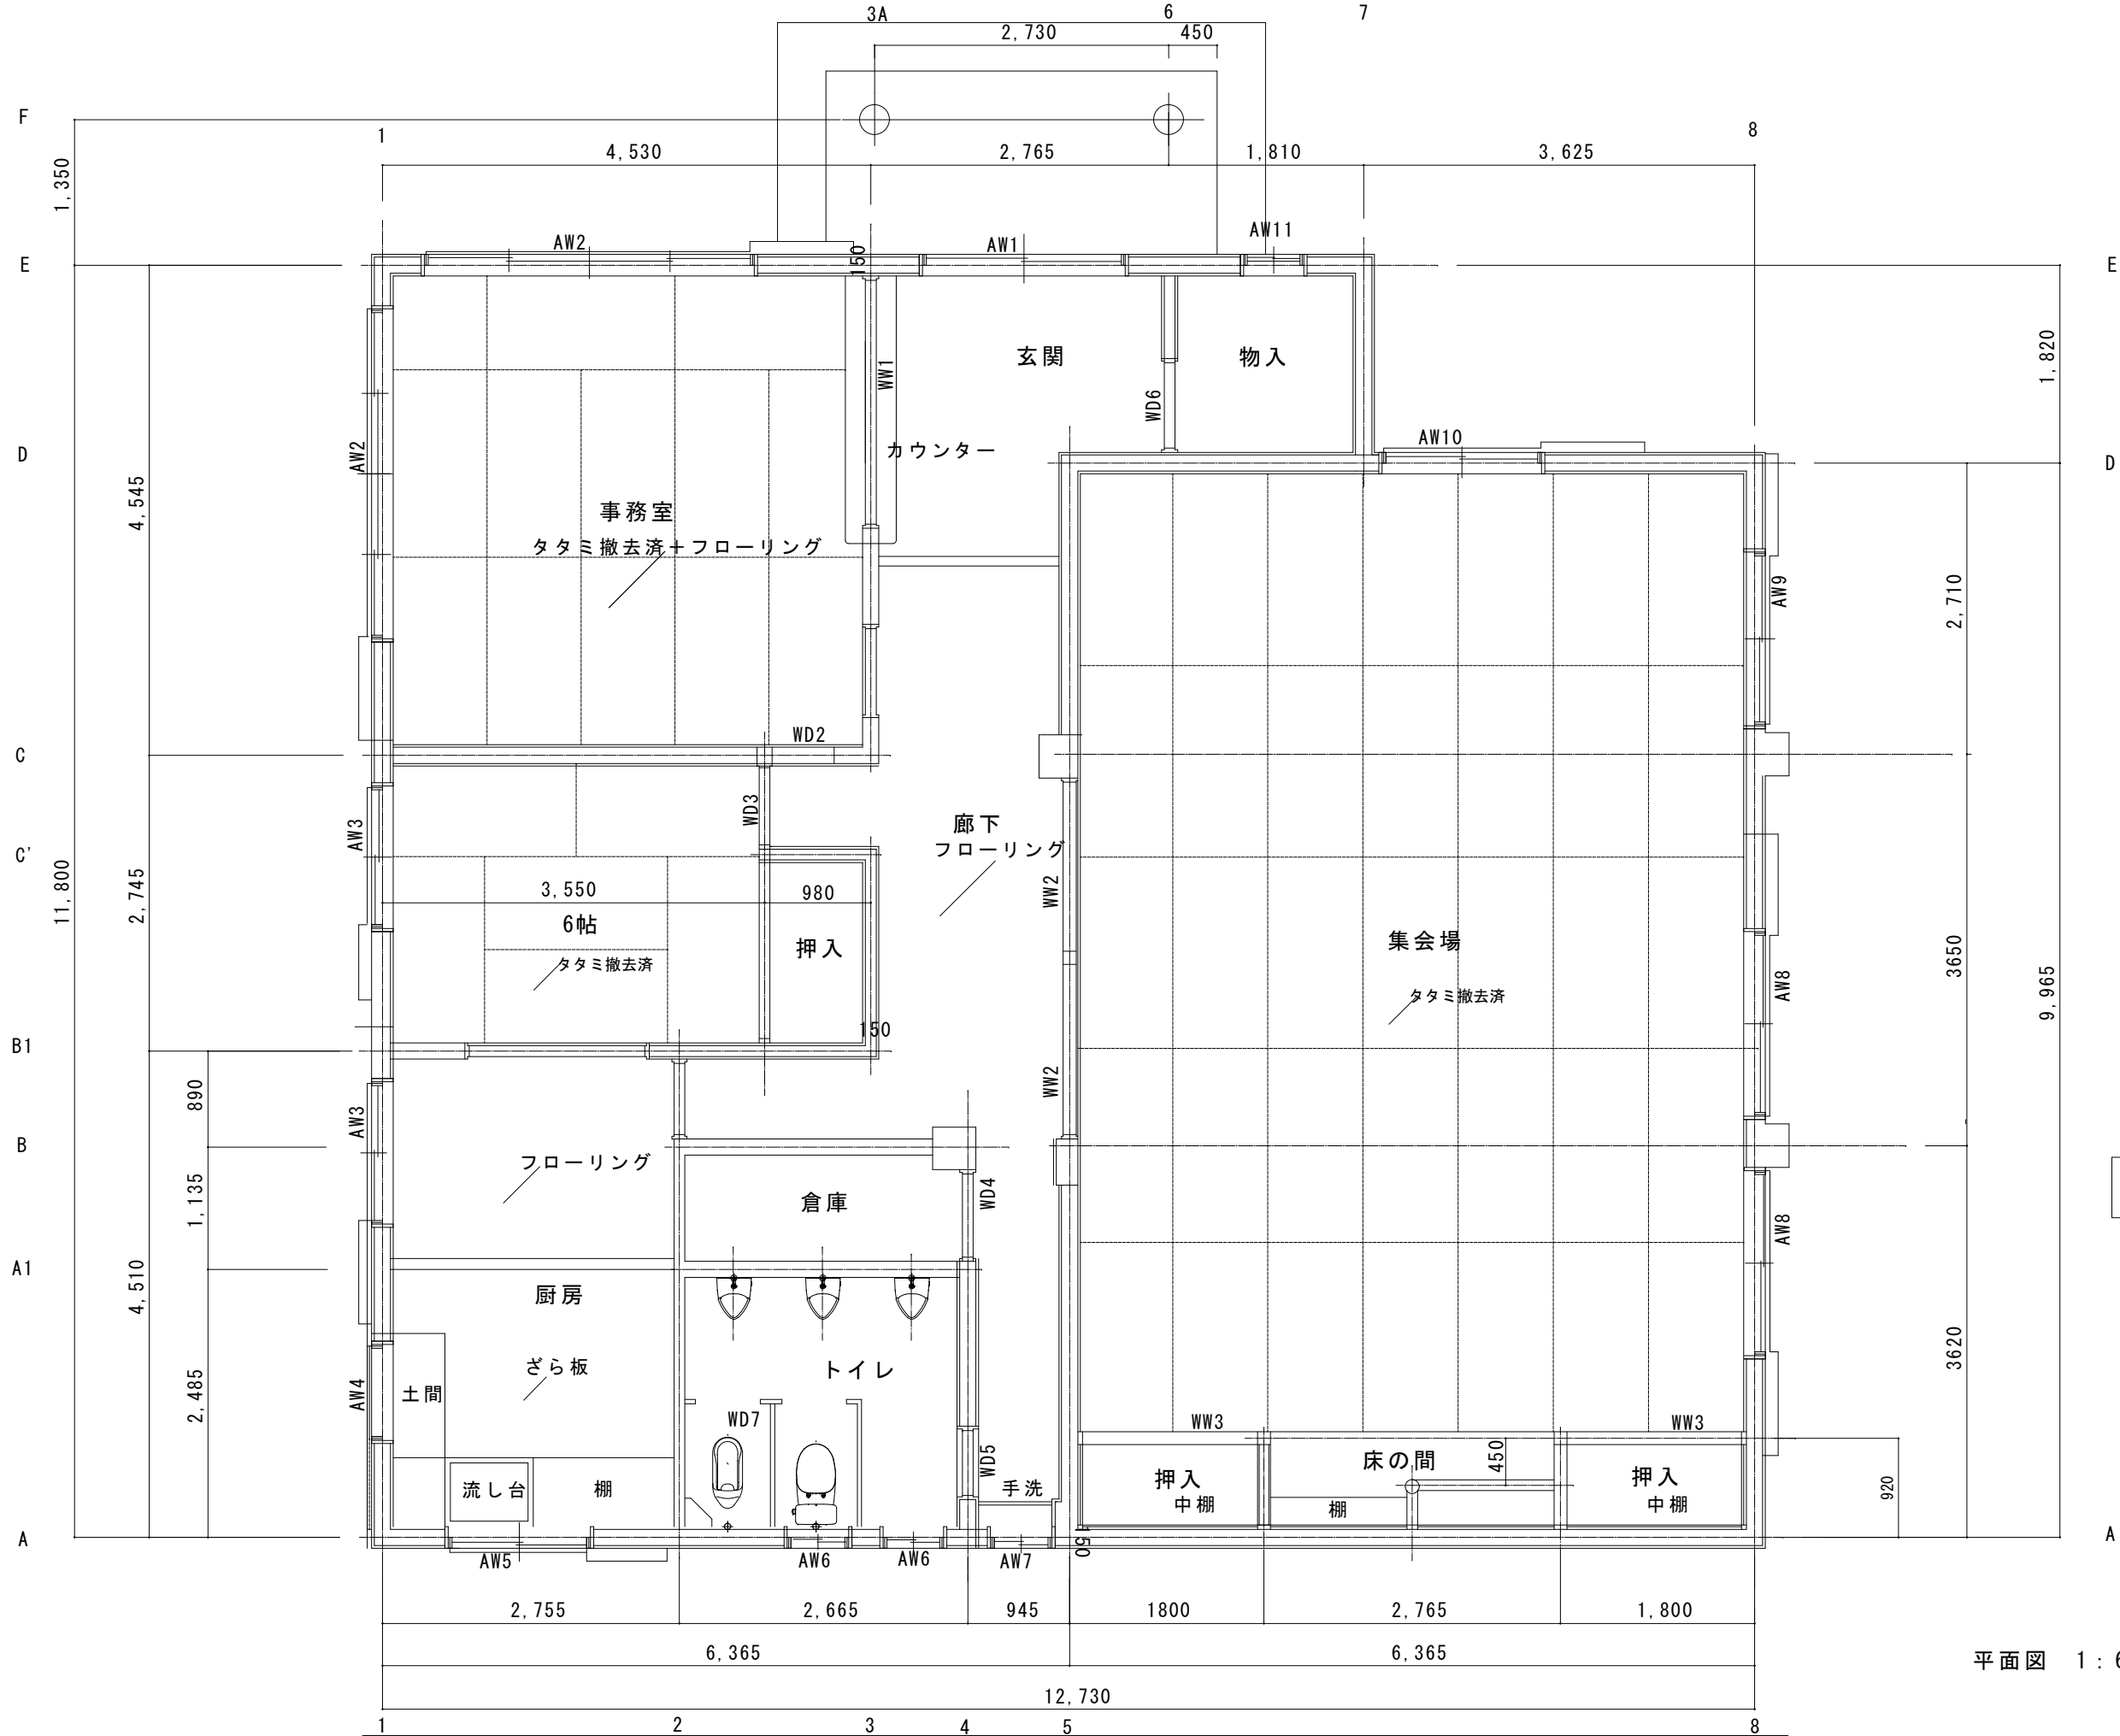 3A 6 7
2,730 450
F
1 8
4,530 2,765 1,810 3,625
1,350
AW2 AW1 AW11
E E
150
WW1
玄関 物入
1,820
WD6
D カウンター AW10 D
AW2
4,545
事務室
タタミ撤去済+フローリング
AW9
2,710
C WD2
WD3
AW3
廊下
フローリング
C'
11,800
2,745
3,550 980
6帖
WW2
押入
集会場
3650
タタミ撤去済
タタミ撤去済
AW8
9,965
150
B1
890
WW2
AW3
B
フローリング
1,135
倉庫
WD4
AW8
A1
4,510
厨房
3620
ざら板
トイレ
2,485
AW4
土間
WD7
WW3 WW3
WD5
床の間
450
流し台 棚 手洗
押入
中棚
棚
押入
中棚
920
A A
150
AW5 AW6 AW6 AW7
2,755 2,665 945 1800 2,765 1,800
6,365 6,365
平面図 1:6
12,730
1 2 3 4 5 8